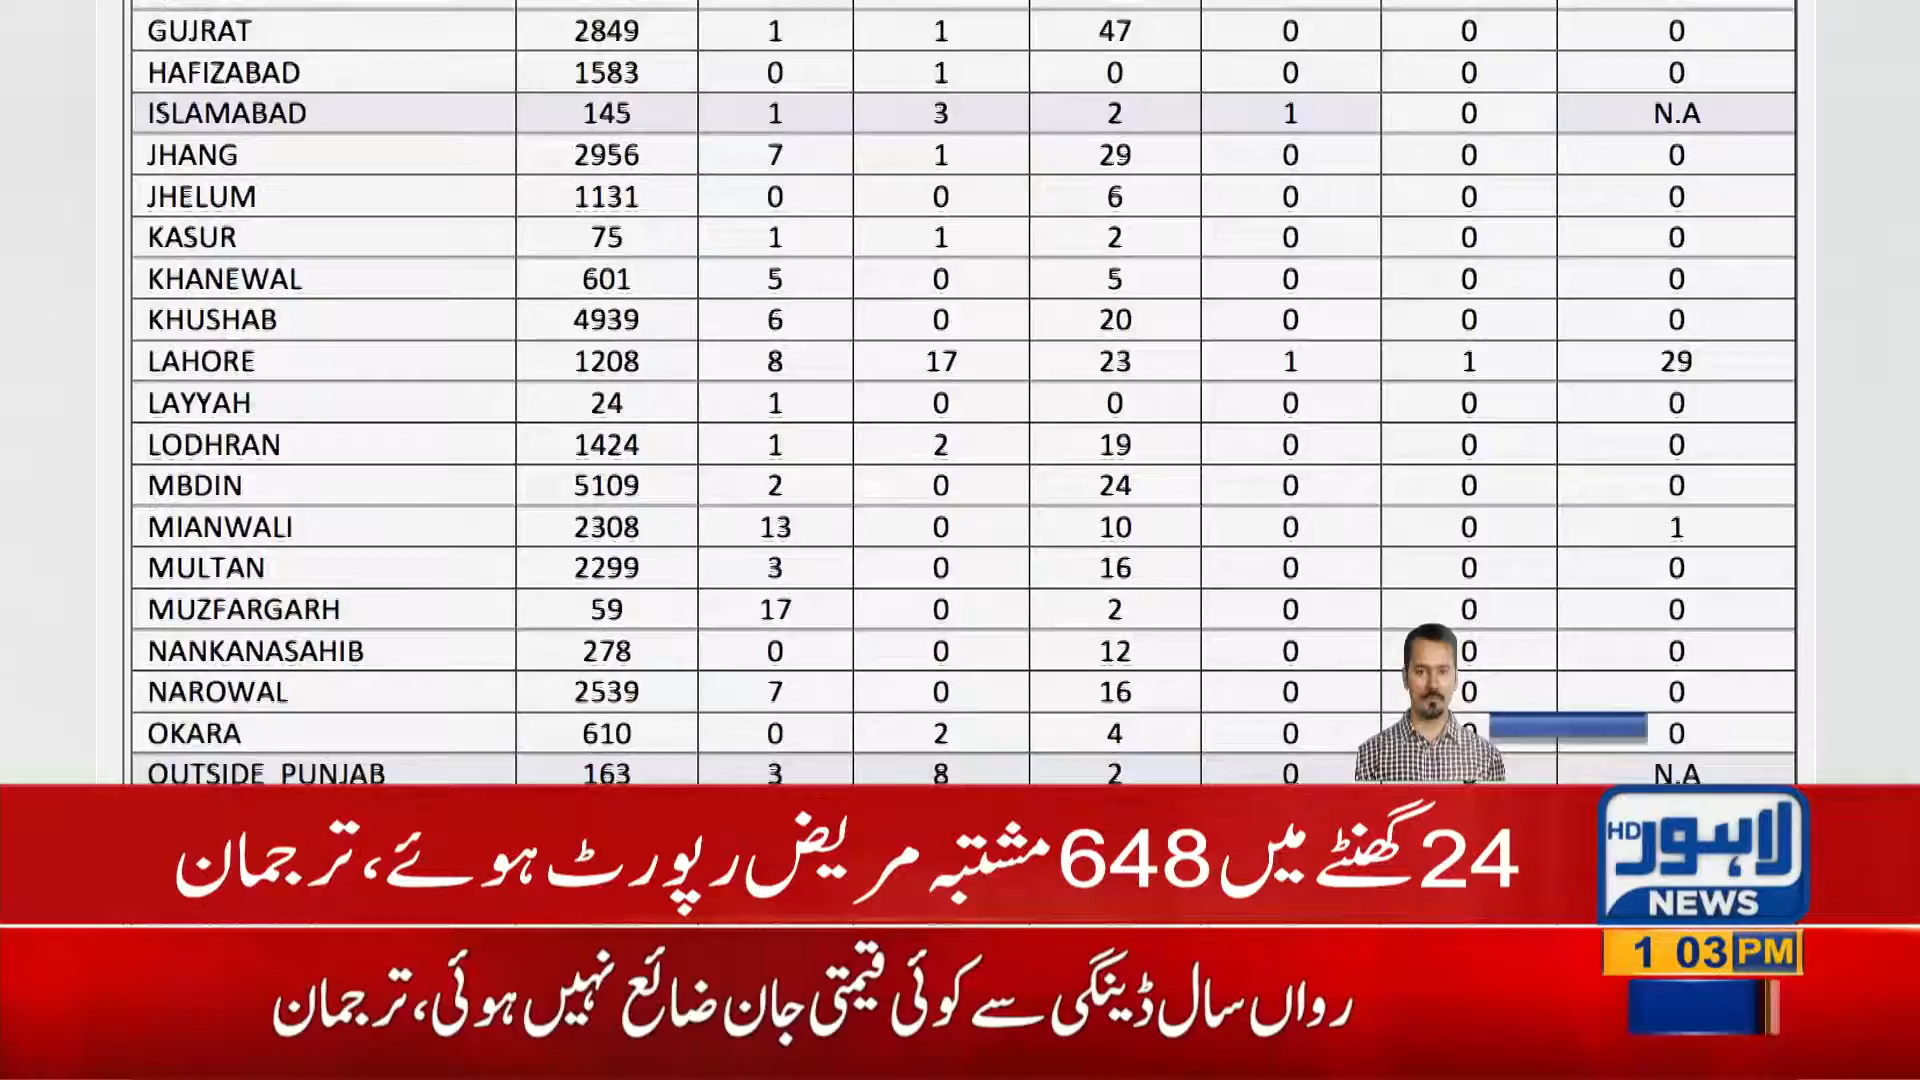 GUJRAT 2849 1 1 47 0 0 0
HAFIZABAD 1583 0 1 0 0 0 0
ISLAMABAD 145 1 3 2 1 0 N.A
JHANG 2956 7 1 29 0 0 0
JHELUM 1131 0 0 6 0 0 0
KASUR 75 1 1 2 0 0 0
KHANEWAL 601 5 0 5 0 0 0
KHUSHAB 4939 6 0 20 0 0 0
LAHORE 1208 8 17 23 1 1 29
LAYYAH 24 1 0 0 0 0 0
LODHRAN 1424 1 2 19 0 0 0
MBDIN 5109 2 0 24 0 0 0
MIANWALI 2308 13 0 10 0 0 1
MULTAN 2299 3 0 16 0 0 0
MUZFARGARH 59 17 0 2 0 0 0
NANKANASAHIB 278 0 0 12 0 0 0
NAROWAL 2539 7 0 16 0 0 0
OKARA 610 0 2 4 0 0
OUTSIDE PUNJAB 163 3 8 2 0 N.A
24 گھنٹے میں 648 مشتبہ مریض رپورٹ ہوئے، ترجمان
لاہور HD
NEWS
1 03 PM
رواں سال ڈینگی سے کوئی قیمتی جان ضائع نہیں ہوئی، ترجمان